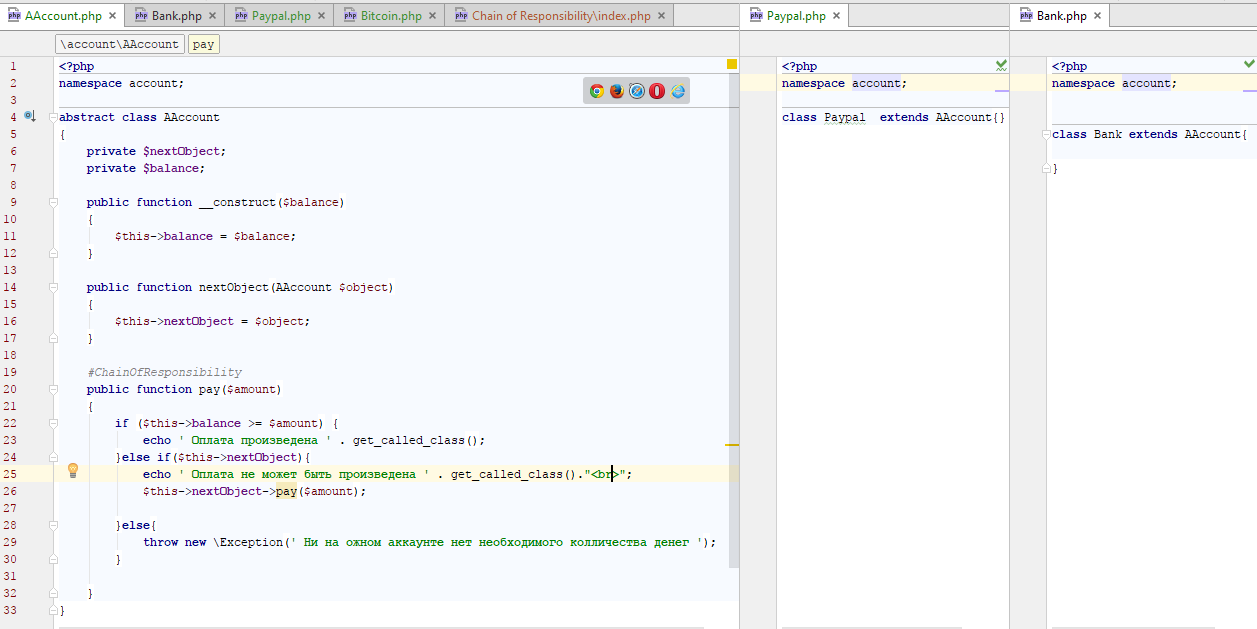 AAccount.php
Bank.php
Paypal.php
Bitcoin.php
Chain of Responsibility\index.php
\account\AAccount
pay
1 <?php
2 namespace account;
3
4 abstract class AAccount
5 {
6 private $nextObject;
7 private $balance;
8
9 public function __construct($balance)
10 {
11 $this->balance = $balance;
12 }
13
14 public function nextObject(AAccount $object)
15 {
16 $this->nextObject = $object;
17 }
18
19 #ChainOfResponsibility
20 public function pay($amount)
21 {
22 if ($this->balance >= $amount) {
23 echo ' Оплата произведена ' . get_called_class();
24 }else if($this->nextObject){
25 echo ' Оплата не может быть произведена ' . get_called_class()."<br>";
26 $this->nextObject->pay($amount);
27
28 }else{
29 throw new \Exception(' Ни на ожном аккаунте нет необходимого колличества денег ');
30 }
31
32 }
33 }
Paypal.php
<?php
namespace account;
class Paypal  extends AAccount{}
Bank.php
<?php
namespace account;
class Bank extends AAccount{
}